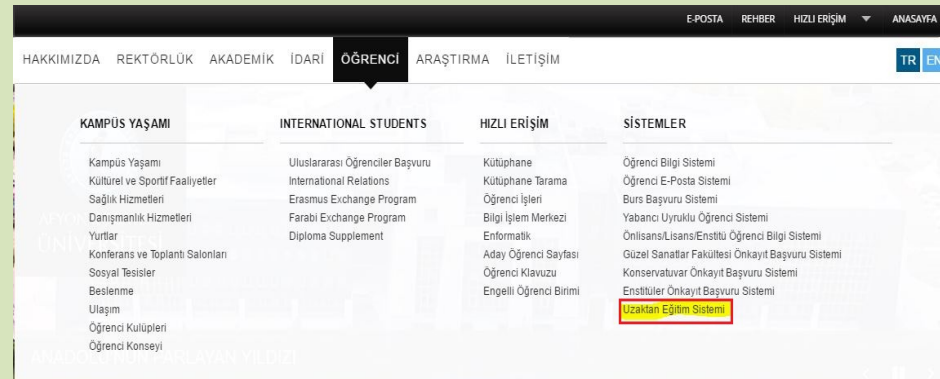 E-POSTA REHBER HIZLI ERİŞİM ANASAYFA
HAKKIMIZDA REKTÖRLÜK AKADEMİK İDARİ ÖĞRENCİ ARAŞTIRMA İLETİŞİM TR EN
KAMPÜS YAŞAMI
Kampüs Yaşamı
Kültürel ve Sportif Faaliyetler
Sağlık Hizmetleri
Danışmanlık Hizmetleri
Yurtlar
Konferans ve Toplantı Salonları
Sosyal Tesisler
Beslenme
Ulaşım
Öğrenci Kulüpleri
Öğrenci Konseyi
INTERNATIONAL STUDENTS
Uluslararası Öğrenciler Başvuru
International Relations
Erasmus Exchange Program
Farabi Exchange Program
Diploma Supplement
HIZLI ERİŞİM
Kütüphane
Kütüphane Tarama
Öğrenci İşleri
Bilgi İşlem Merkezi
Enformatik
Aday Öğrenci Sayfası
Öğrenci Klavuzu
Engelli Öğrenci Birimi
SİSTEMLER
Öğrenci Bilgi Sistemi
Öğrenci E-Posta Sistemi
Burs Başvuru Sistemi
Yabancı Uyruklu Öğrenci Sistemi
Önlisans/Lisans/Enstitü Öğrenci Bilgi Sistemi
Güzel Sanatlar Fakültesi Önkayıt Başvuru Sistemi
Konservatuvar Önkayıt Başvuru Sistemi
Enstitüler Önkayıt Başvuru Sistemi
Uzaktan Eğitim Sistemi